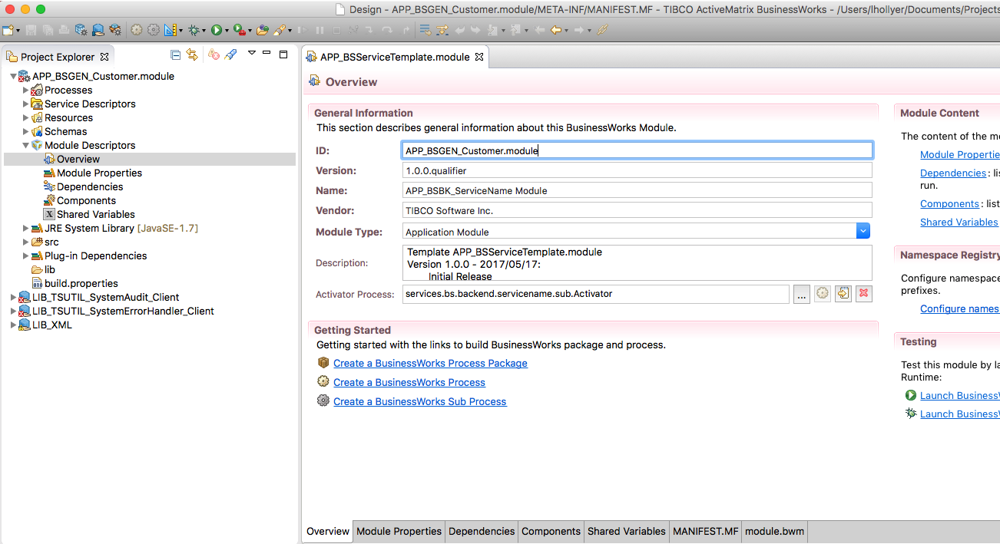 Design - APP_BSGEN_Customer.module/META-INF/MANIFEST.MF - TIBCO ActiveMatrix BusinessWorks - /Users/lhollyer/Documents/Projects
Project Explorer
APP_BSGEN_Customer.module
Processes
Service Descriptors
Resources
Schemas
Module Descriptors
Overview
Module Properties
Dependencies
Components
X Shared Variables
JRE System Library [JavaSE-1.7]
src
Plug-in Dependencies
lib
build.properties
LIB_TSUTIL_SystemAudit_Client
LIB_TSUTIL_SystemErrorHandler_Client
LIB_XML
APP_BSServiceTemplate.module
Overview
General Information
This section describes general information about this BusinessWorks Module.
ID: APP_BSGEN_Customer.module
Version: 1.0.0.qualifier
Name: APP_BSBK_ServiceName Module
Vendor: TIBCO Software Inc.
Module Type: Application Module
Description: Template APP_BSServiceTemplate.module
Version 1.0.0 - 2017/05/17:
Initial Release
Activator Process: services.bs.backend.servicename.sub.Activator ...
Getting Started
Getting started with the links to build BusinessWorks package and process.
Create a BusinessWorks Process Package
Create a BusinessWorks Process
Create a BusinessWorks Sub Process
Module Content
The content of the mo
Module Propertie
Dependencies : lis
run.
Components : list
Shared Variables
Namespace Registry
Configure namespace
prefixes.
Configure names
Testing
Test this module by la
Runtime:
Launch BusinessW
Launch BusinessW
Overview Module Properties Dependencies Components Shared Variables MANIFEST.MF module.bwm